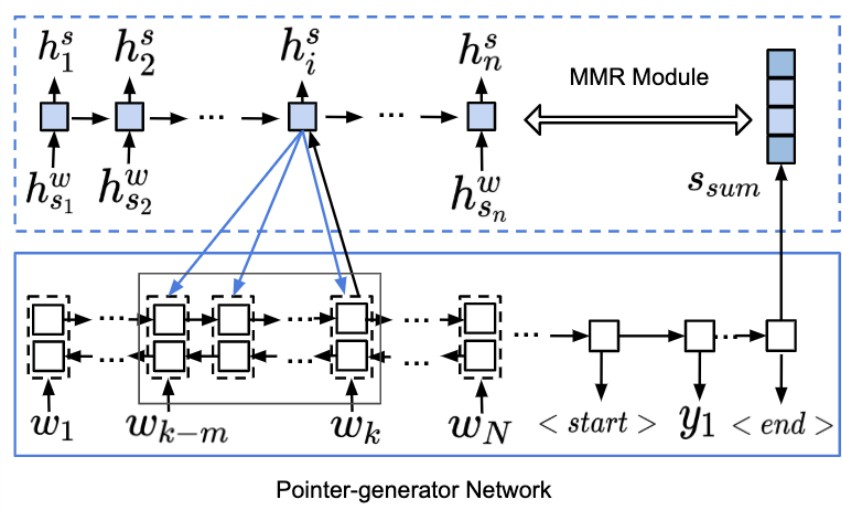 h_1^s h_2^s h_i^s h_n^s
MMR Module
... ...
h_{s_1}^w h_{s_2}^w h_{s_n}^w s_{sum}
... ... ... ... ...
... ... ...
w_1 w_{k-m} w_k w_N < start > y_1 < end >
Pointer-generator Network